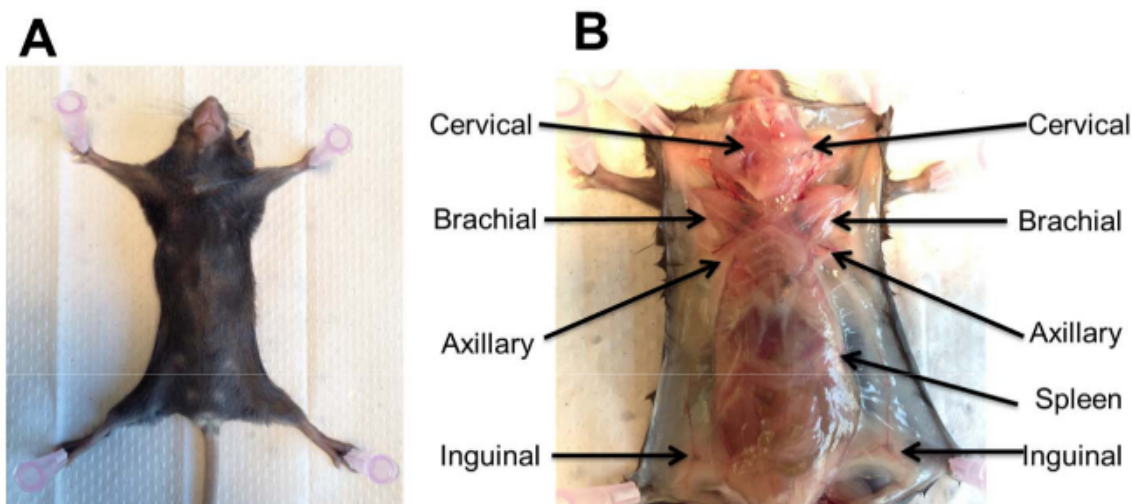 A
B
Cervical
Cervical
Brachial
Brachial
Axillary
Axillary
Spleen
Inguinal
Inguinal